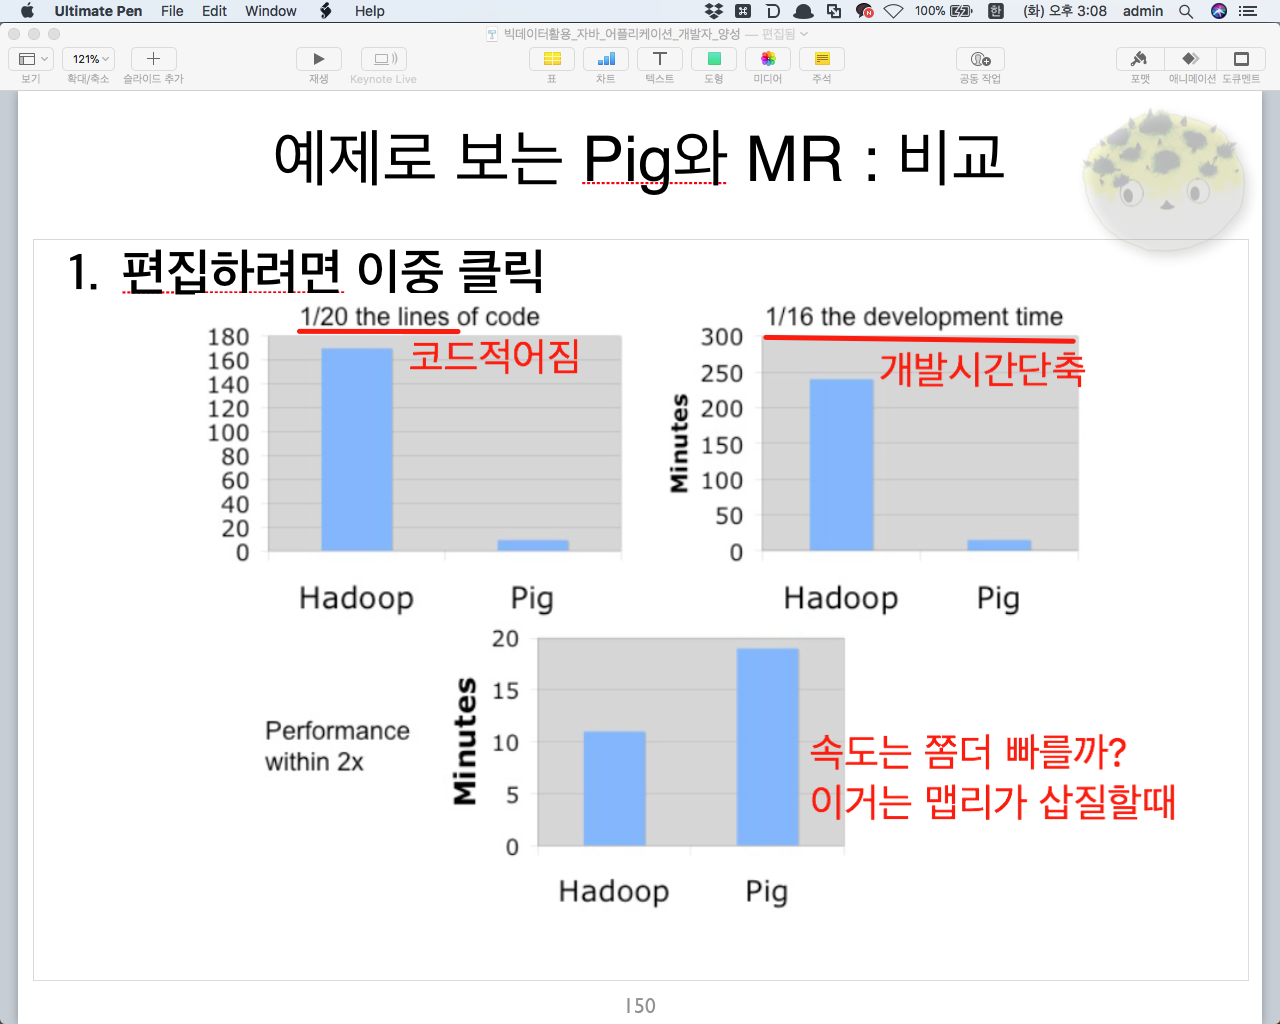 Ultimate Pen File Edit Window Help 100% 한 (화) 오후 3:08 admin
빅데이터활용_자바_어플리케이션_개발자_양성 — 편집됨
121%
보기 확대/축소 슬라이드 추가 재생 Keynote Live 표 차트 텍스트 도형 미디어 주석 공동 작업 포맷 애니메이션 도큐멘트
예제로 보는 Pig와 MR : 비교
1. 편집하려면 이중 클릭
1/20 the lines of code
코드적어짐
180
160
140
120
100
80
60
40
20
0
Hadoop Pig
1/16 the development time
개발시간단축
Minutes
300
250
200
150
100
50
0
Hadoop Pig
Performance
within 2x
Minutes
20
15
10
5
0
Hadoop Pig
속도는 쫌더 빠를까?
이거는 맵리가 삽질할때
150